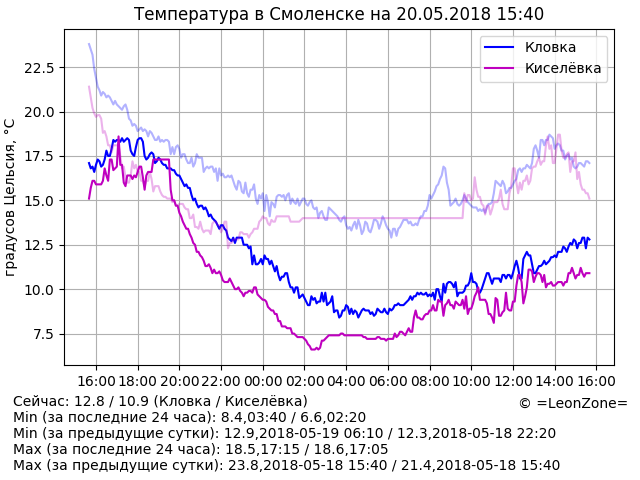 Температура в Смоленске на 20.05.2018 15:40
Кловка
Киселёвка
градусов Цельсия, °C
22.5
20.0
17.5
15.0
12.5
10.0
7.5
16:00 18:00 20:00 22:00 00:00 02:00 04:00 06:00 08:00 10:00 12:00 14:00 16:00
Сейчас: 12.8 / 10.9 (Кловка / Киселёвка)
© =LeonZone=
Min (за последние 24 часа): 8.4,03:40 / 6.6,02:20
Min (за предыдущие сутки): 12.9,2018-05-19 06:10 / 12.3,2018-05-18 22:20
Max (за последние 24 часа): 18.5,17:15 / 18.6,17:05
Max (за предыдущие сутки): 23.8,2018-05-18 15:40 / 21.4,2018-05-18 15:40